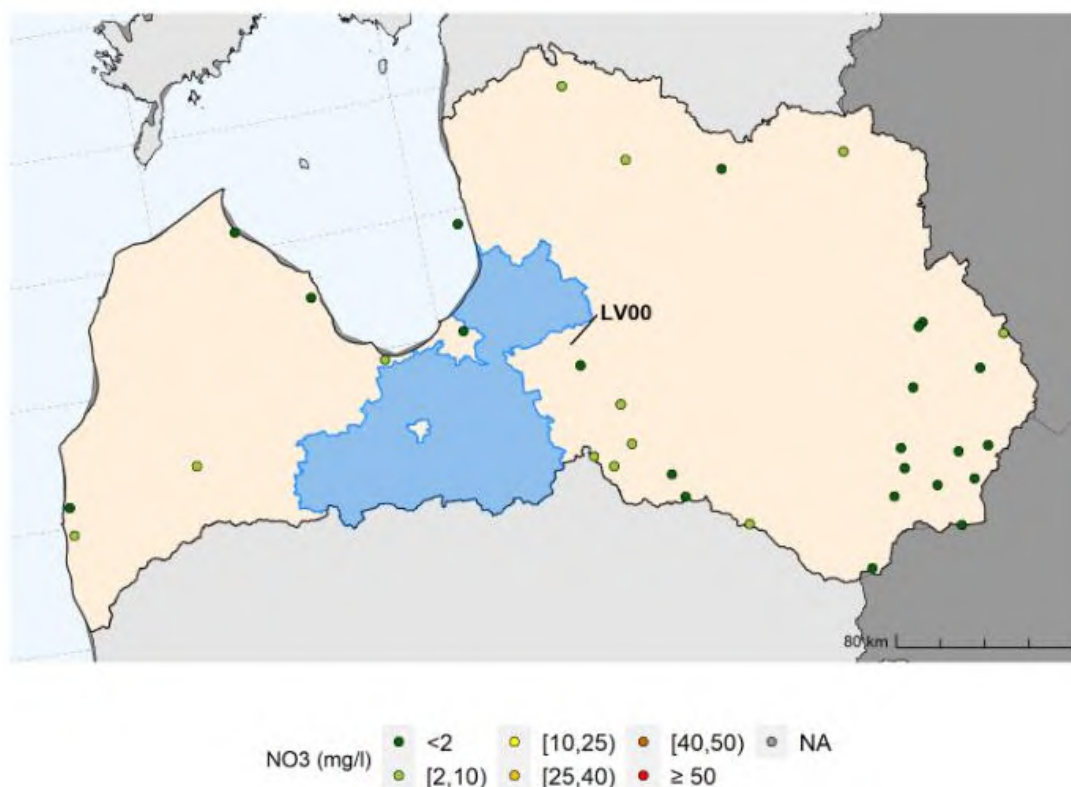 LV00
80 km
NO3 (mg/l)
<2
[10,25)
[40,50)
NA
[2,10)
[25,40)
≥ 50